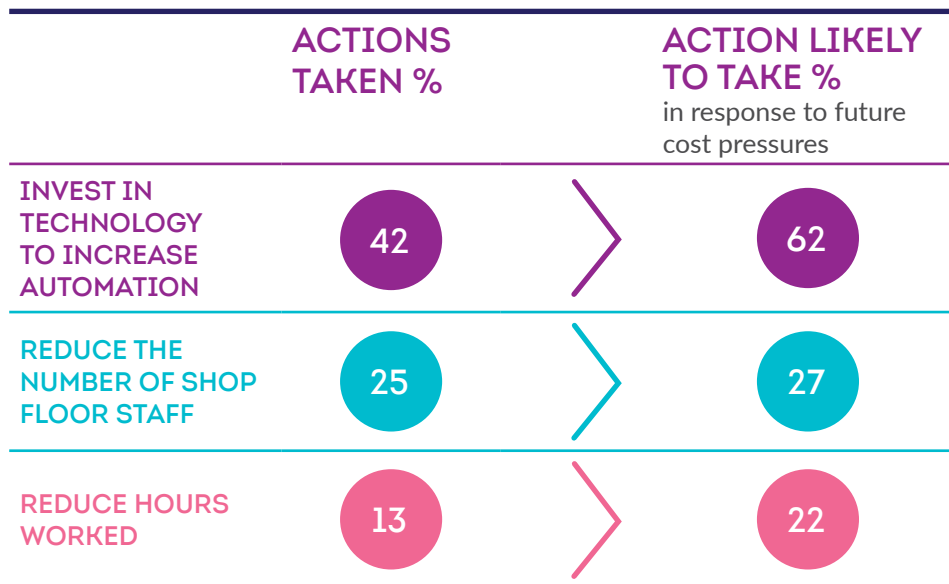 ACTIONS
TAKEN %
ACTION LIKELY
TO TAKE %
in response to future
cost pressures
INVEST IN
TECHNOLOGY
TO INCREASE
AUTOMATION
42
62
REDUCE THE
NUMBER OF SHOP
FLOOR STAFF
25
27
REDUCE HOURS
WORKED
13
22